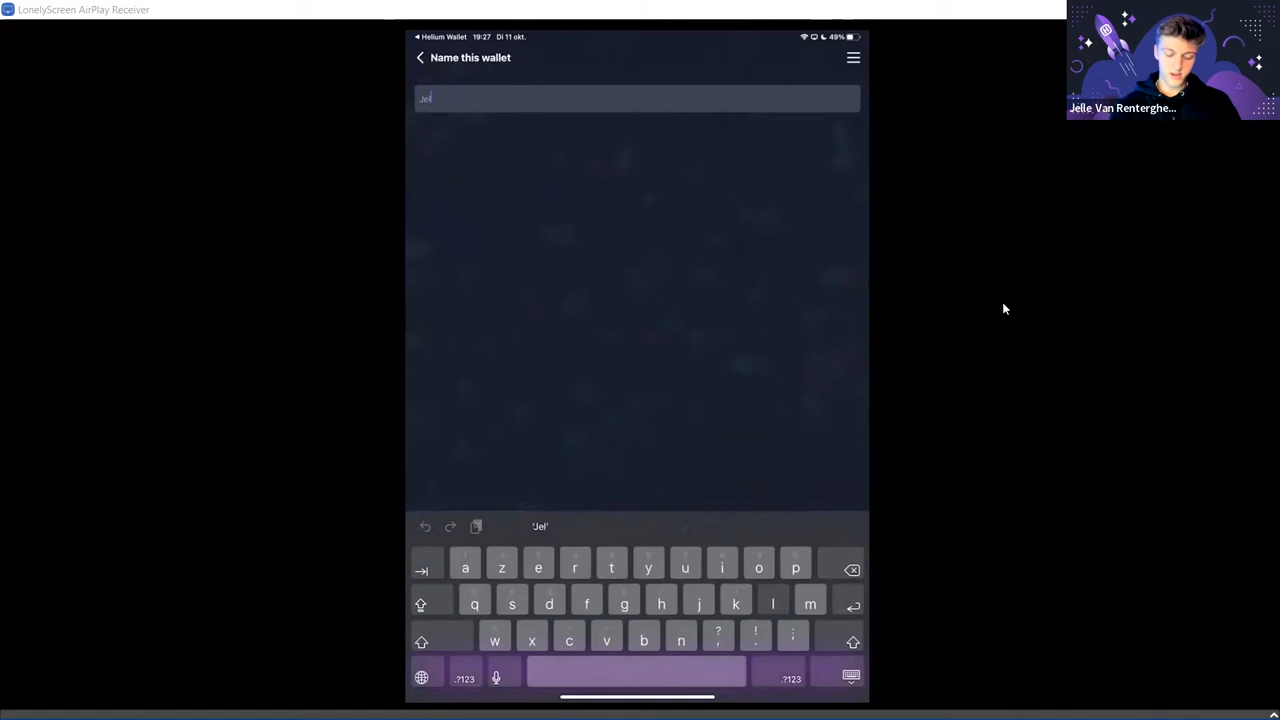 LonelyScreen AirPlay Receiver
◀ Helium Wallet 19:27 Di 11 okt. 49%
Name this wallet
Jel
Jelle Van Renterghe...
'Jel'
a z e r t y u i o p
q s d f g h j k l m
w x c v b n ? , ! . : ;
.?123 .?123